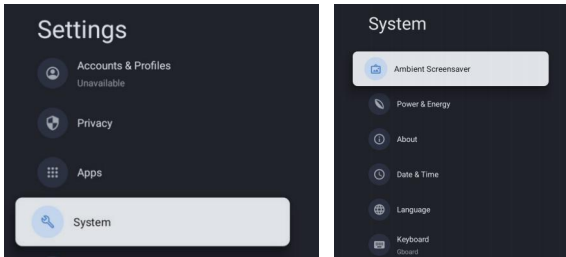 Settings
Accounts & Profiles
Unavailable
Privacy
Apps
System
System
Ambient Screensaver
Power & Energy
About
Date & Time
Language
Keyboard
Gboard